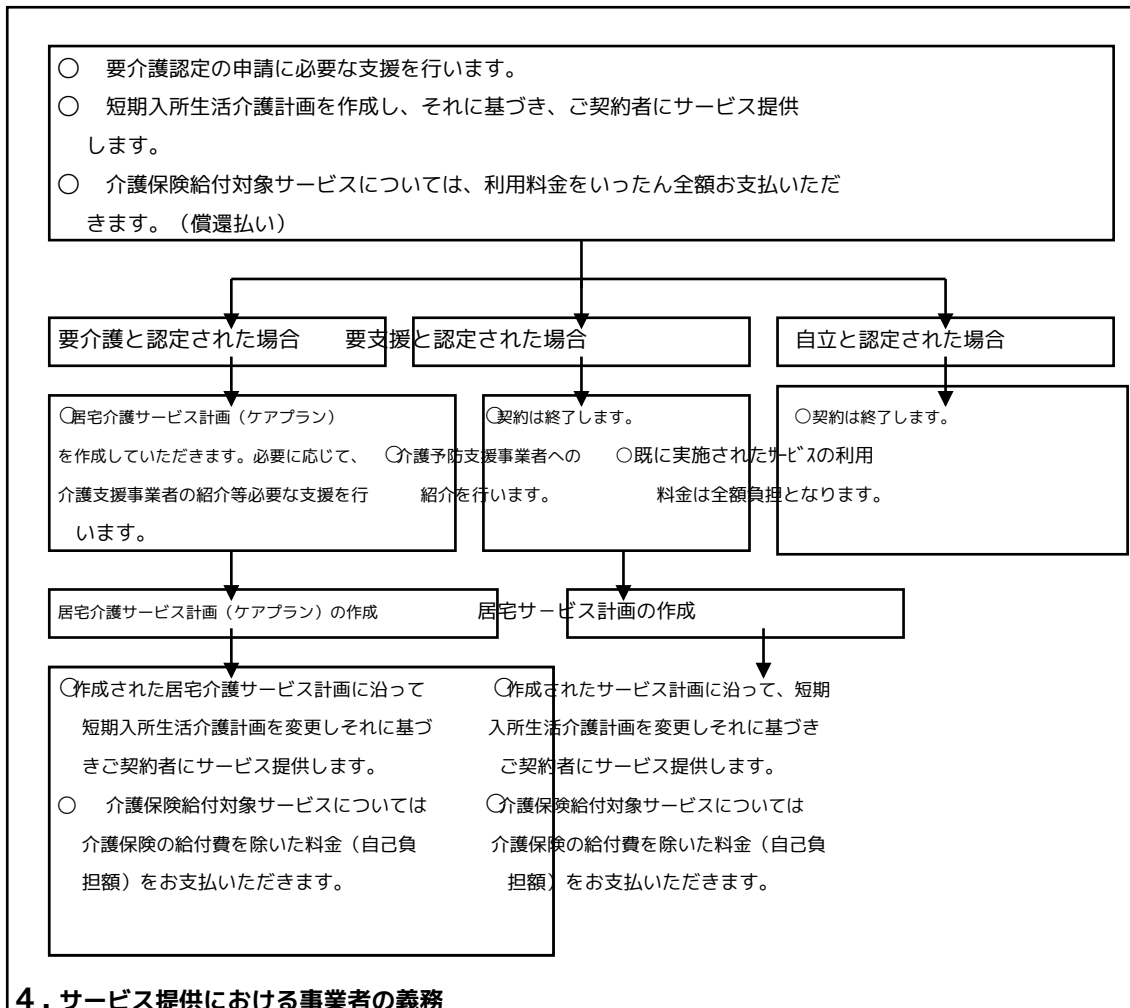 ○　要介護認定の申請に必要な支援を行います。
○　短期入所生活介護計画を作成し、それに基づき、ご契約者にサービス提供
します。
○　介護保険給付対象サービスについては、利用料金をいったん全額お支払いただ
きます。（償還払い）
要介護と認定された場合
要支援と認定された場合
自立と認定された場合
○居宅介護サービス計画（ケアプラン）
を作成していただきます。必要に応じて、
介護支援事業者の紹介等必要な支援を行
います。
○契約は終了します。
○介護予防支援事業者への
紹介を行います。
○契約は終了します。
○既に実施されたｻｰﾋﾞｽの利用
料金は全額負担となります。
居宅介護サービス計画（ケアプラン）の作成
居宅サービス計画の作成
○作成された居宅介護サービス計画に沿って
短期入所生活介護計画を変更しそれに基づ
きご契約者にサービス提供します。
○　介護保険給付対象サービスについては
介護保険の給付費を除いた料金（自己負
担額）をお支払いただきます。
○作成されたサービス計画に沿って、短期
入所生活介護計画を変更しそれに基づき
ご契約者にサービス提供します。
○介護保険給付対象サービスについては
介護保険の給付費を除いた料金（自己負
担額）をお支払いただきます。
４．サービス提供における事業者の義務